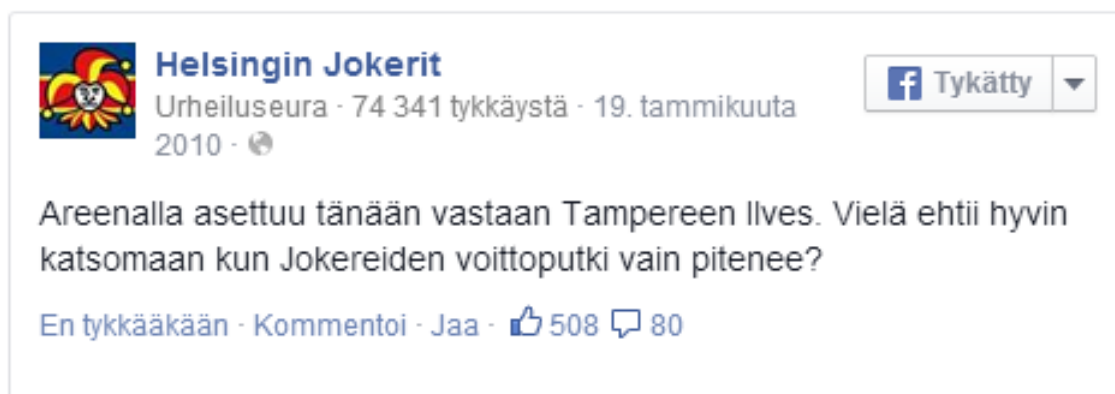 Helsingin Jokerit
Urheiluseura · 74 341 tykkäystä · 19. tammikuuta
2010 ·
Tykätty
Areenalla asettuu tänään vastaan Tampereen Ilves. Vielä ehtii hyvin
katsomaan kun Jokereiden voittoputki vain pitenee?
En tykkääkään · Kommentoi · Jaa · 508 80